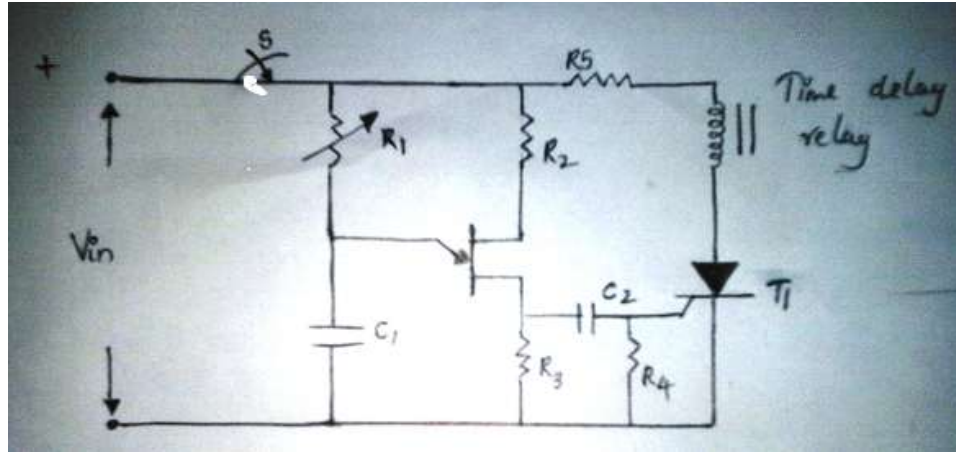 +
S
R5
Time delay
relay
R1
R2
Vin
C1
C2
T1
R3
R4